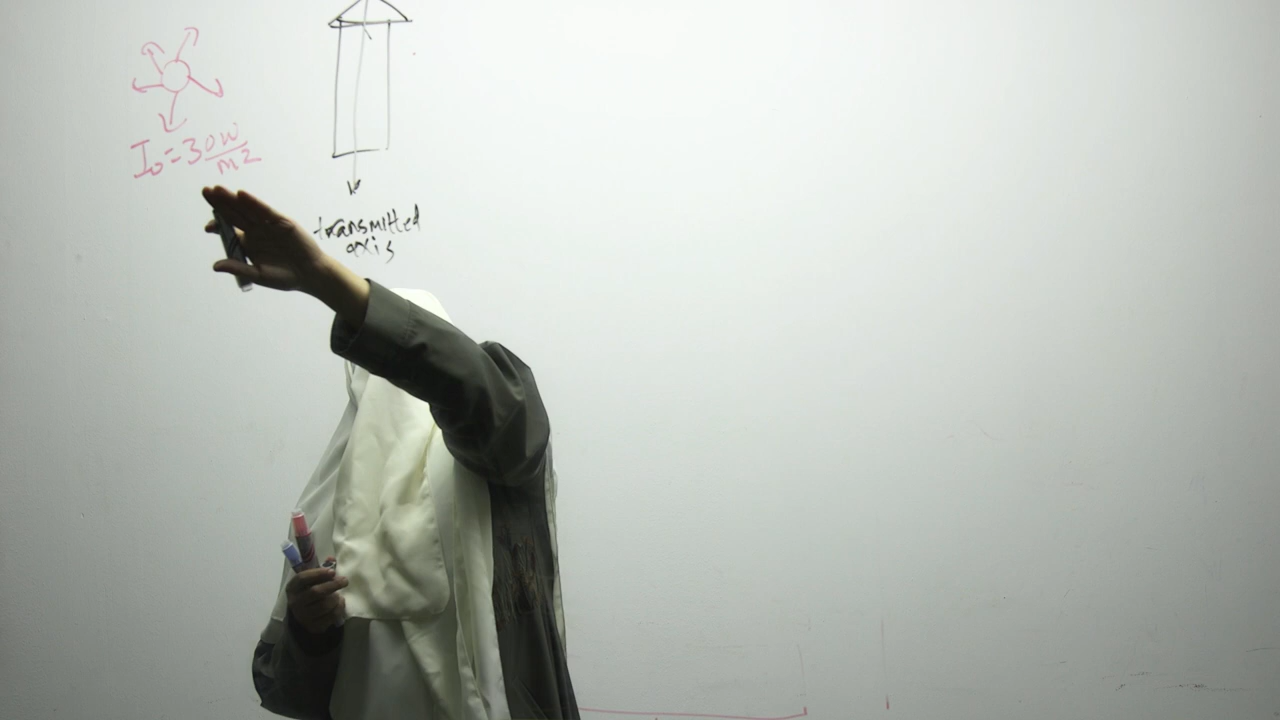 I₀ = 30 W/m2
transmitted
axis